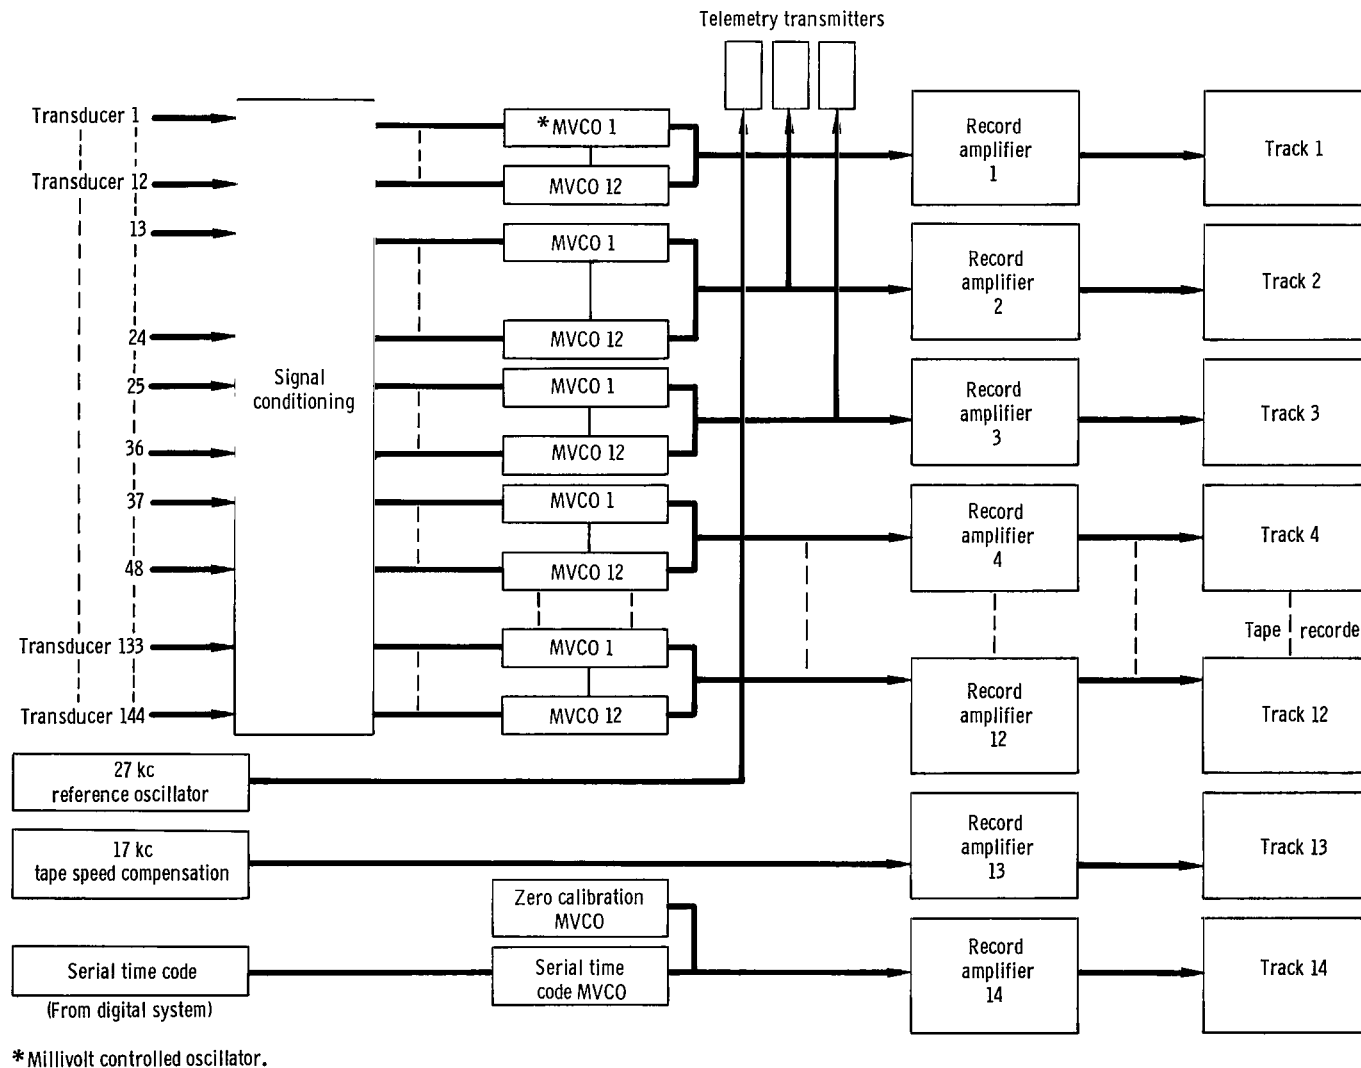 Telemetry transmitters
Transducer 1
Transducer 12
13
24
25
36
37
48
Transducer 133
Transducer 144
Signal
conditioning
*MVCO 1
MVCO 12
MVCO 1
MVCO 12
MVCO 1
MVCO 12
MVCO 1
MVCO 12
MVCO 1
MVCO 12
Record
amplifier
1
Track 1
Record
amplifier
2
Track 2
Record
amplifier
3
Track 3
Record
amplifier
4
Track 4
Tape recorde
Record
amplifier
12
Track 12
27 kc
reference oscillator
17 kc
tape speed compensation
Record
amplifier
13
Track 13
Zero calibration
MVCO
Serial time code
(From digital system)
Serial time
code MVCO
Record
amplifier
14
Track 14
*Millivolt controlled oscillator.